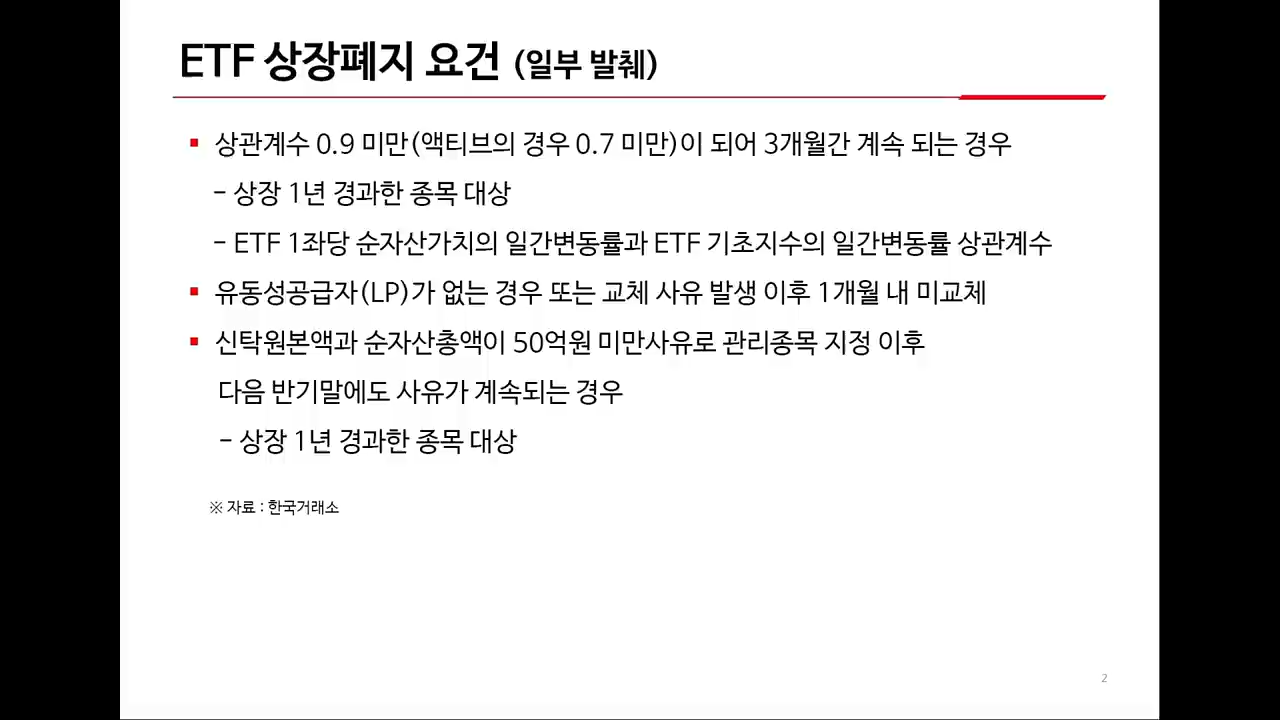 ETF 상장폐지 요건 (일부 발췌)
▪ 상관계수 0.9 미만(액티브의 경우 0.7 미만)이 되어 3개월간 계속 되는 경우
- 상장 1년 경과한 종목 대상
- ETF 1좌당 순자산가치의 일간변동률과 ETF 기초지수의 일간변동률 상관계수
▪ 유동성공급자(LP)가 없는 경우 또는 교체 사유 발생 이후 1개월 내 미교체
▪ 신탁원본액과 순자산총액이 50억원 미만사유로 관리종목 지정 이후
다음 반기말에도 사유가 계속되는 경우
- 상장 1년 경과한 종목 대상
※ 자료 : 한국거래소
2